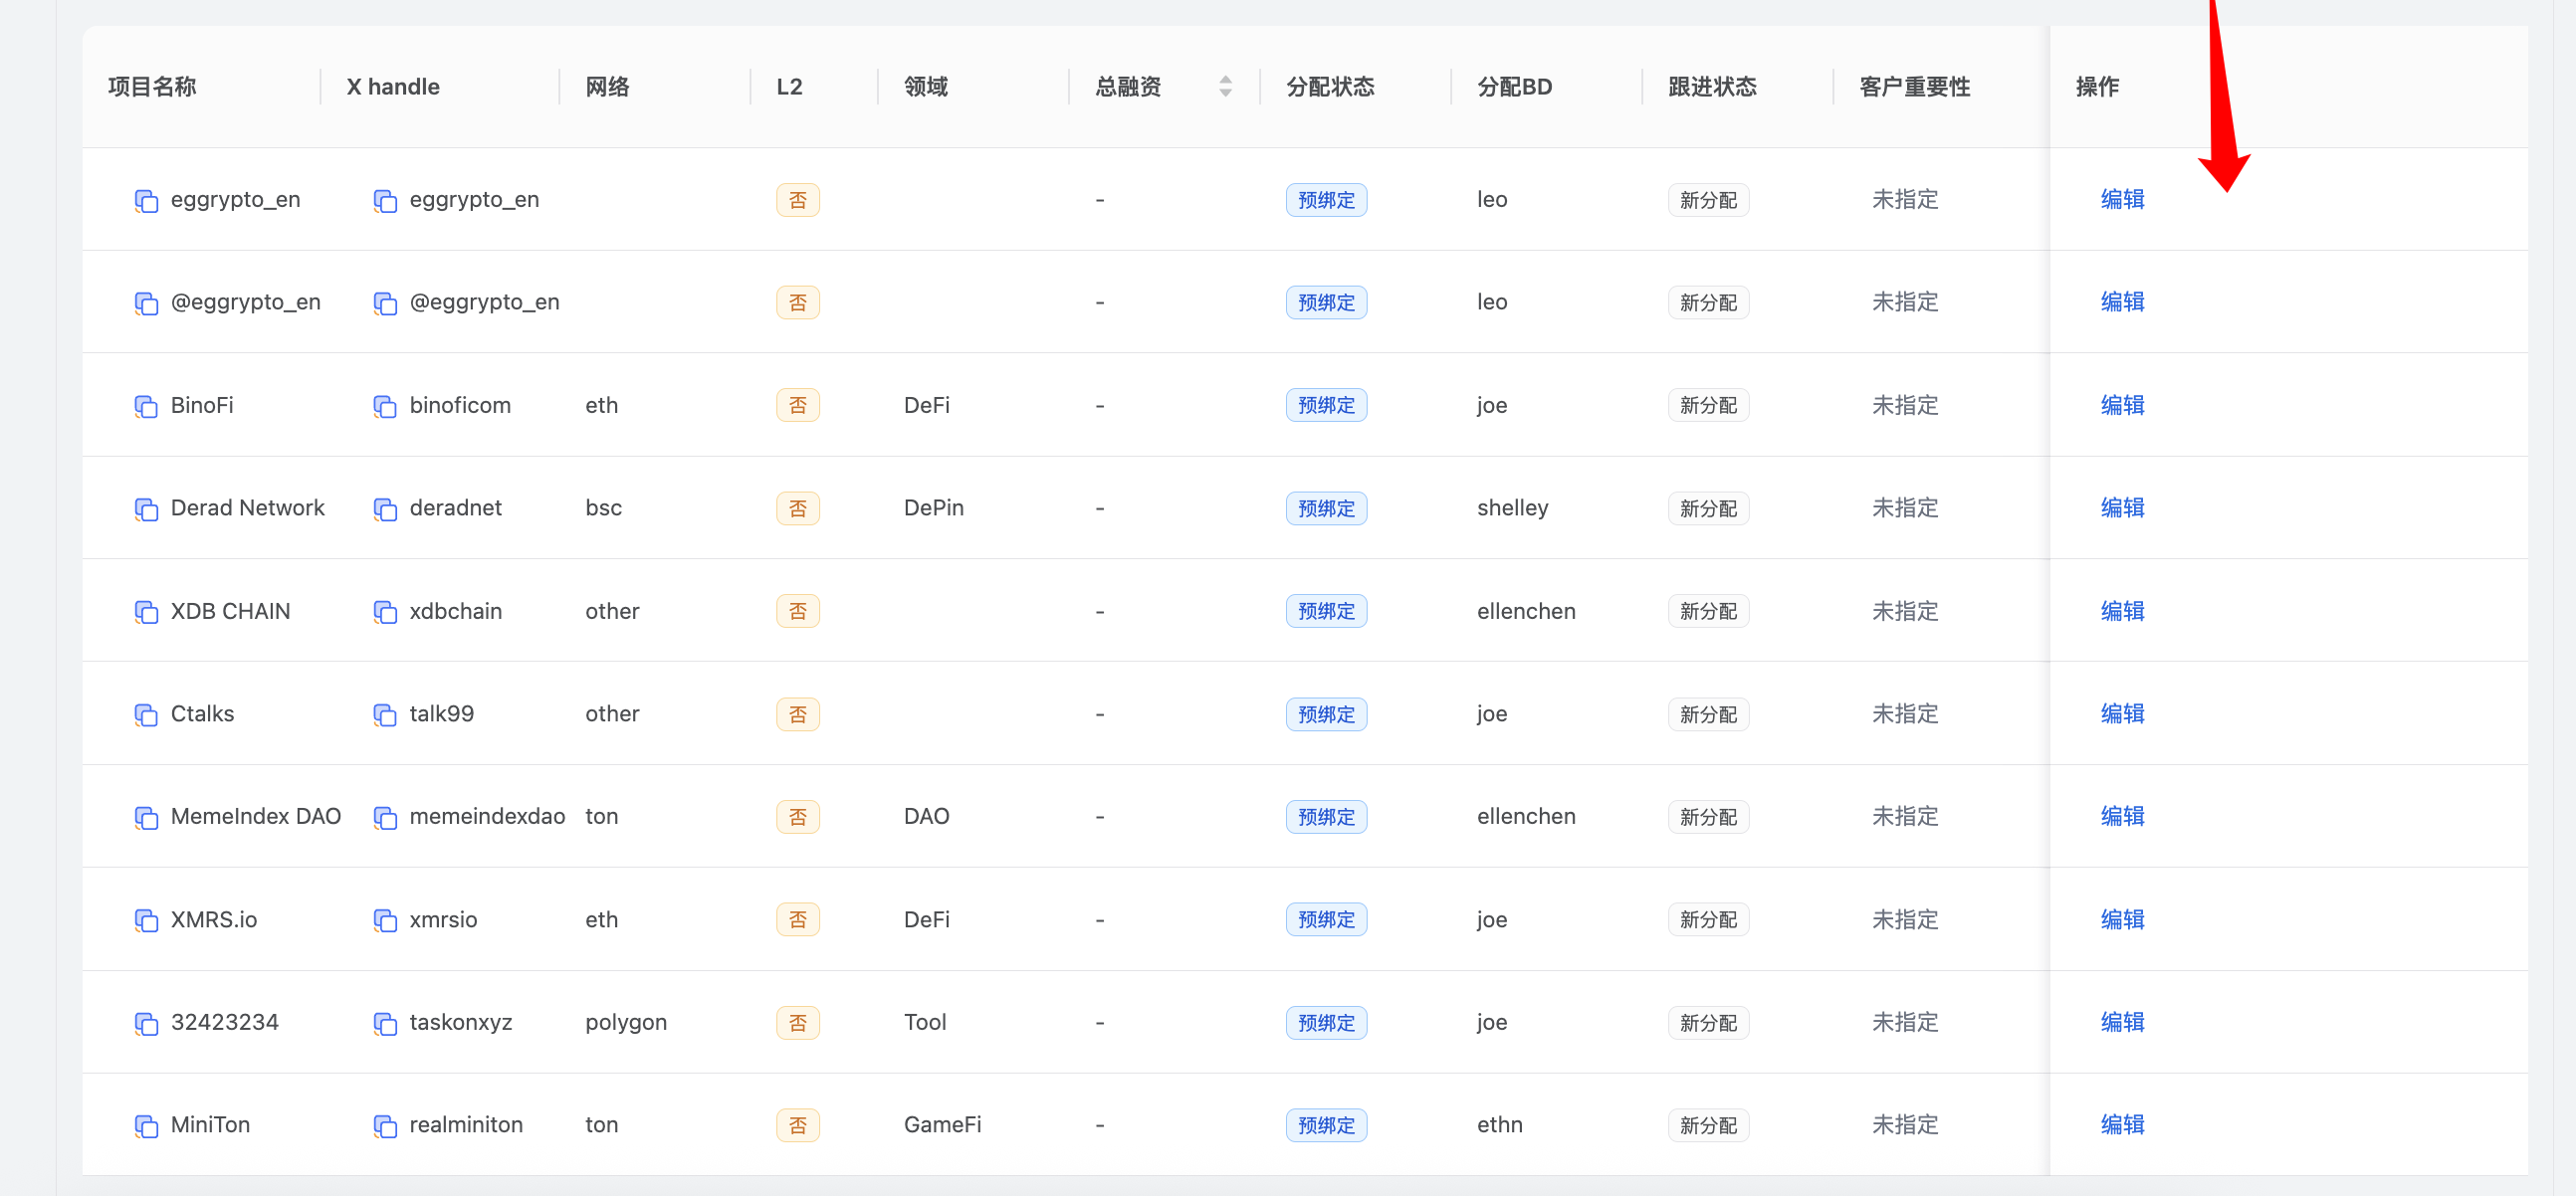 项目名称 X handle 网络 L2 领域 总融资 分配状态 分配BD 跟进状态 客户重要性 操作
eggrypto_en eggrypto_en 否 - 预绑定 leo 新分配 未指定 编辑
@eggrypto_en @eggrypto_en 否 - 预绑定 leo 新分配 未指定 编辑
BinoFi binoficom eth 否 DeFi - 预绑定 joe 新分配 未指定 编辑
Derad Network deradnet bsc 否 DePin - 预绑定 shelley 新分配 未指定 编辑
XDB CHAIN xdbchain other 否 - 预绑定 ellenchen 新分配 未指定 编辑
Ctalks talk99 other 否 - 预绑定 joe 新分配 未指定 编辑
MemeIndex DAO memeindexdao ton 否 DAO - 预绑定 ellenchen 新分配 未指定 编辑
XMRS.io xmrsio eth 否 DeFi - 预绑定 joe 新分配 未指定 编辑
32423234 taskonxyz polygon 否 Tool - 预绑定 joe 新分配 未指定 编辑
MiniTon realminiton ton 否 GameFi - 预绑定 ethn 新分配 未指定 编辑